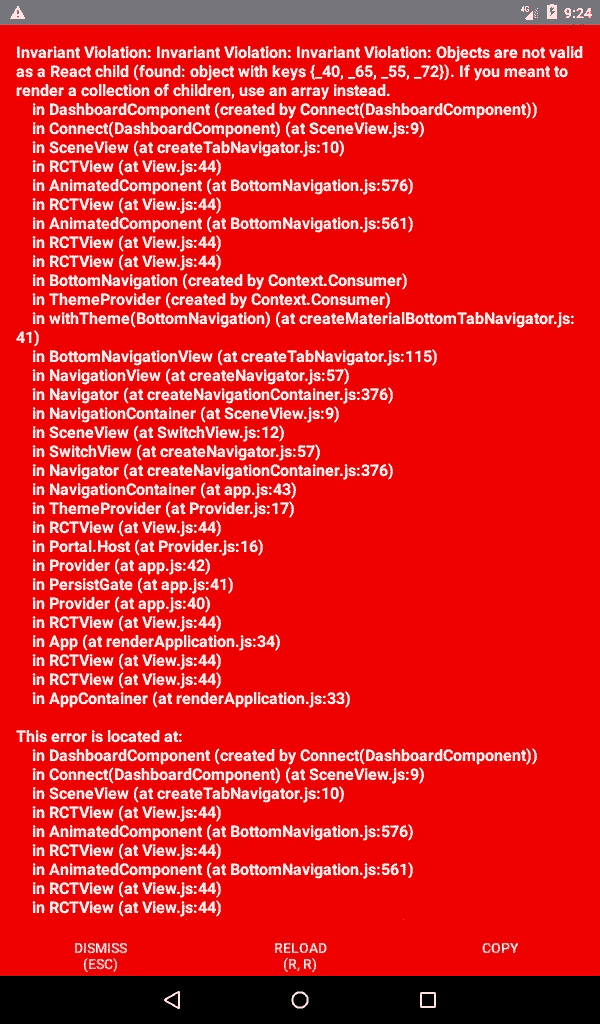 4G 9:24
Invariant Violation: Invariant Violation: Invariant Violation: Objects are not valid
as a React child (found: object with keys {_40, _65, _55, _72}). If you meant to
render a collection of children, use an array instead.
in DashboardComponent (created by Connect(DashboardComponent))
in Connect(DashboardComponent) (at SceneView.js:9)
in SceneView (at createTabNavigator.js:10)
in RCTView (at View.js:44)
in AnimatedComponent (at BottomNavigation.js:576)
in RCTView (at View.js:44)
in AnimatedComponent (at BottomNavigation.js:561)
in RCTView (at View.js:44)
in RCTView (at View.js:44)
in BottomNavigation (created by Context.Consumer)
in ThemeProvider (created by Context.Consumer)
in withTheme(BottomNavigation) (at createMaterialBottomTabNavigator.js:
41)
in BottomNavigationView (at createTabNavigator.js:115)
in NavigationView (at createNavigator.js:57)
in Navigator (at createNavigationContainer.js:376)
in NavigationContainer (at SceneView.js:9)
in SceneView (at SwitchView.js:12)
in SwitchView (at createNavigator.js:57)
in Navigator (at createNavigationContainer.js:376)
in NavigationContainer (at app.js:43)
in ThemeProvider (at Provider.js:17)
in RCTView (at View.js:44)
in Portal.Host (at Provider.js:16)
in Provider (at app.js:42)
in PersistGate (at app.js:41)
in Provider (at app.js:40)
in RCTView (at View.js:44)
in App (at renderApplication.js:34)
in RCTView (at View.js:44)
in RCTView (at View.js:44)
in AppContainer (at renderApplication.js:33)
This error is located at:
in DashboardComponent (created by Connect(DashboardComponent))
in Connect(DashboardComponent) (at SceneView.js:9)
in SceneView (at createTabNavigator.js:10)
in RCTView (at View.js:44)
in AnimatedComponent (at BottomNavigation.js:576)
in RCTView (at View.js:44)
in AnimatedComponent (at BottomNavigation.js:561)
in RCTView (at View.js:44)
in RCTView (at View.js:44)
DISMISS
(ESC)
RELOAD
(R, R)
COPY